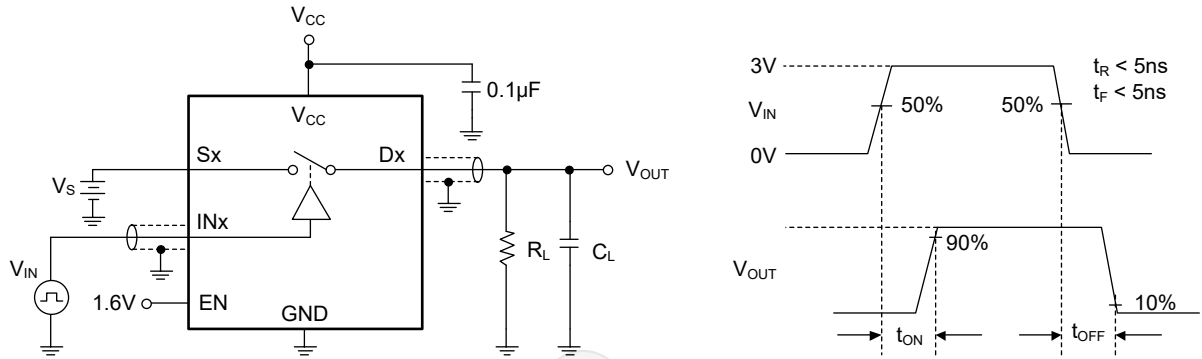 VCC
0.1µF
VCC
Sx
Dx
VOUT
VS
INx
RL
CL
VIN
1.6V
EN
GND
3V
VIN
0V
50%
50%
tR < 5ns
tF < 5ns
VOUT
90%
10%
tON
tOFF